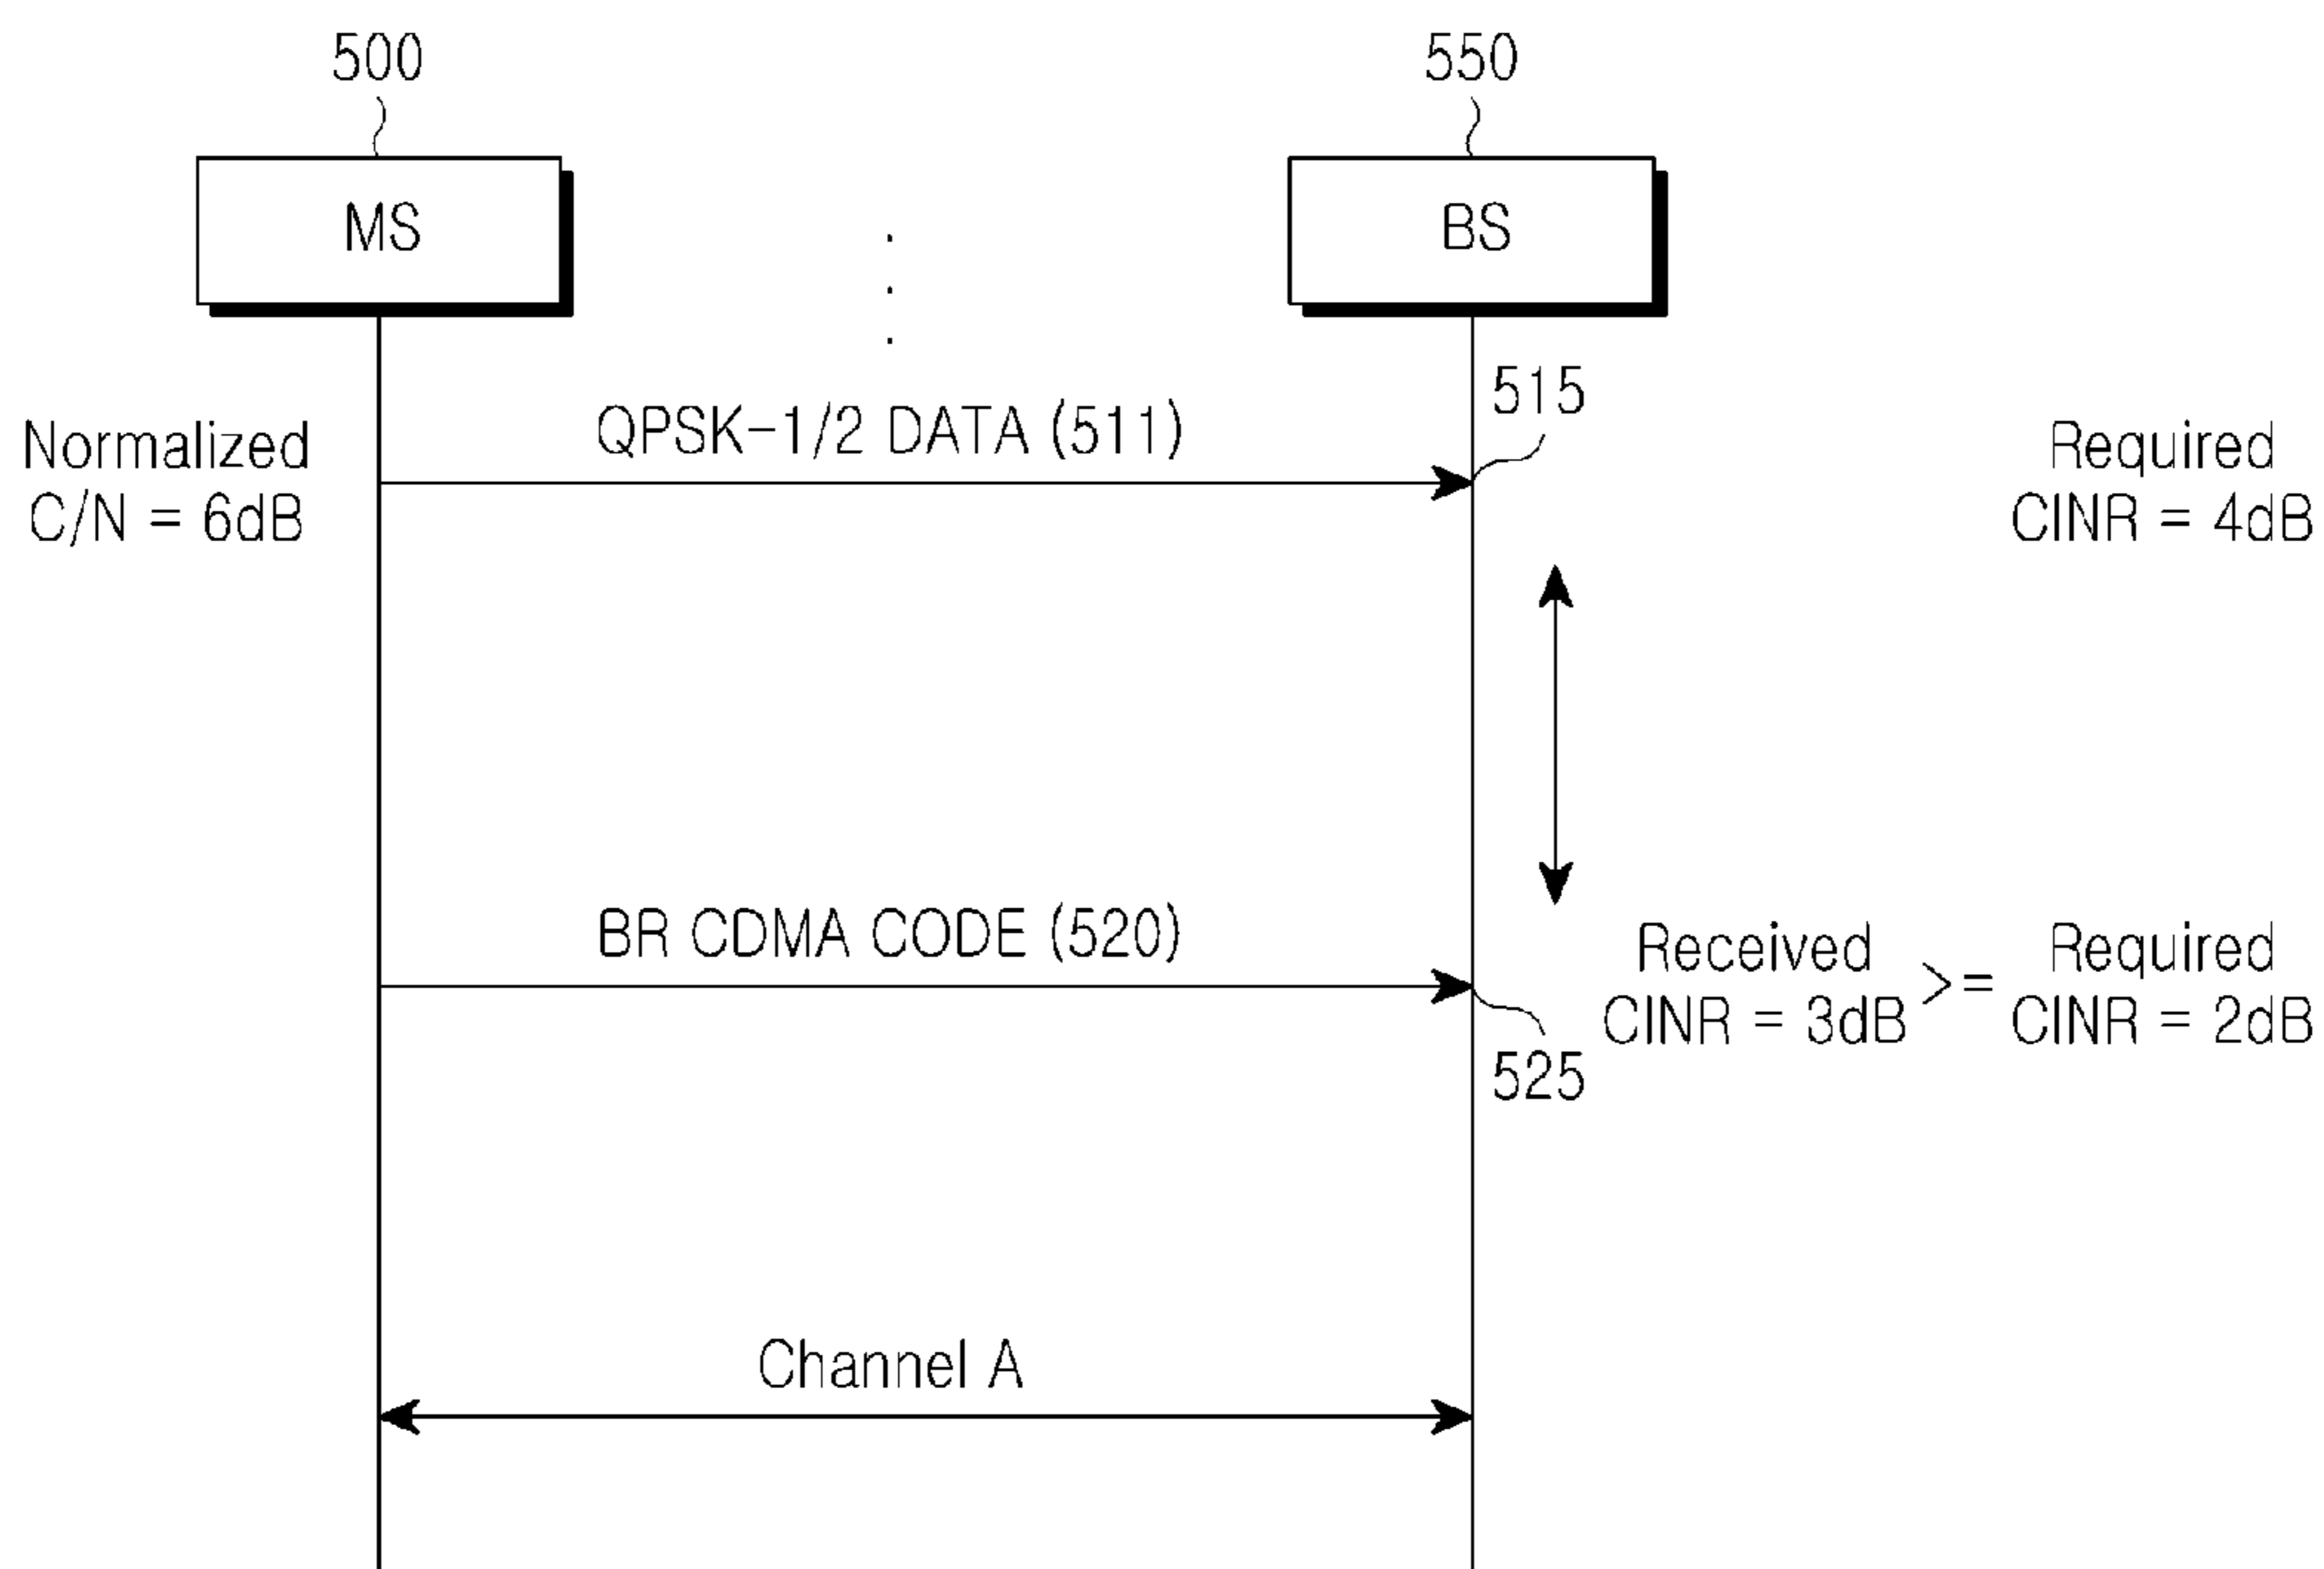 500
550
MS
BS
515
QPSK-1/2 DATA (511)
Normalized
C/N = 6dB
Required
CINR = 4dB
BR CDMA CODE (520)
Received
CINR = 3dB
>=
Required
CINR = 2dB
525
Channel A